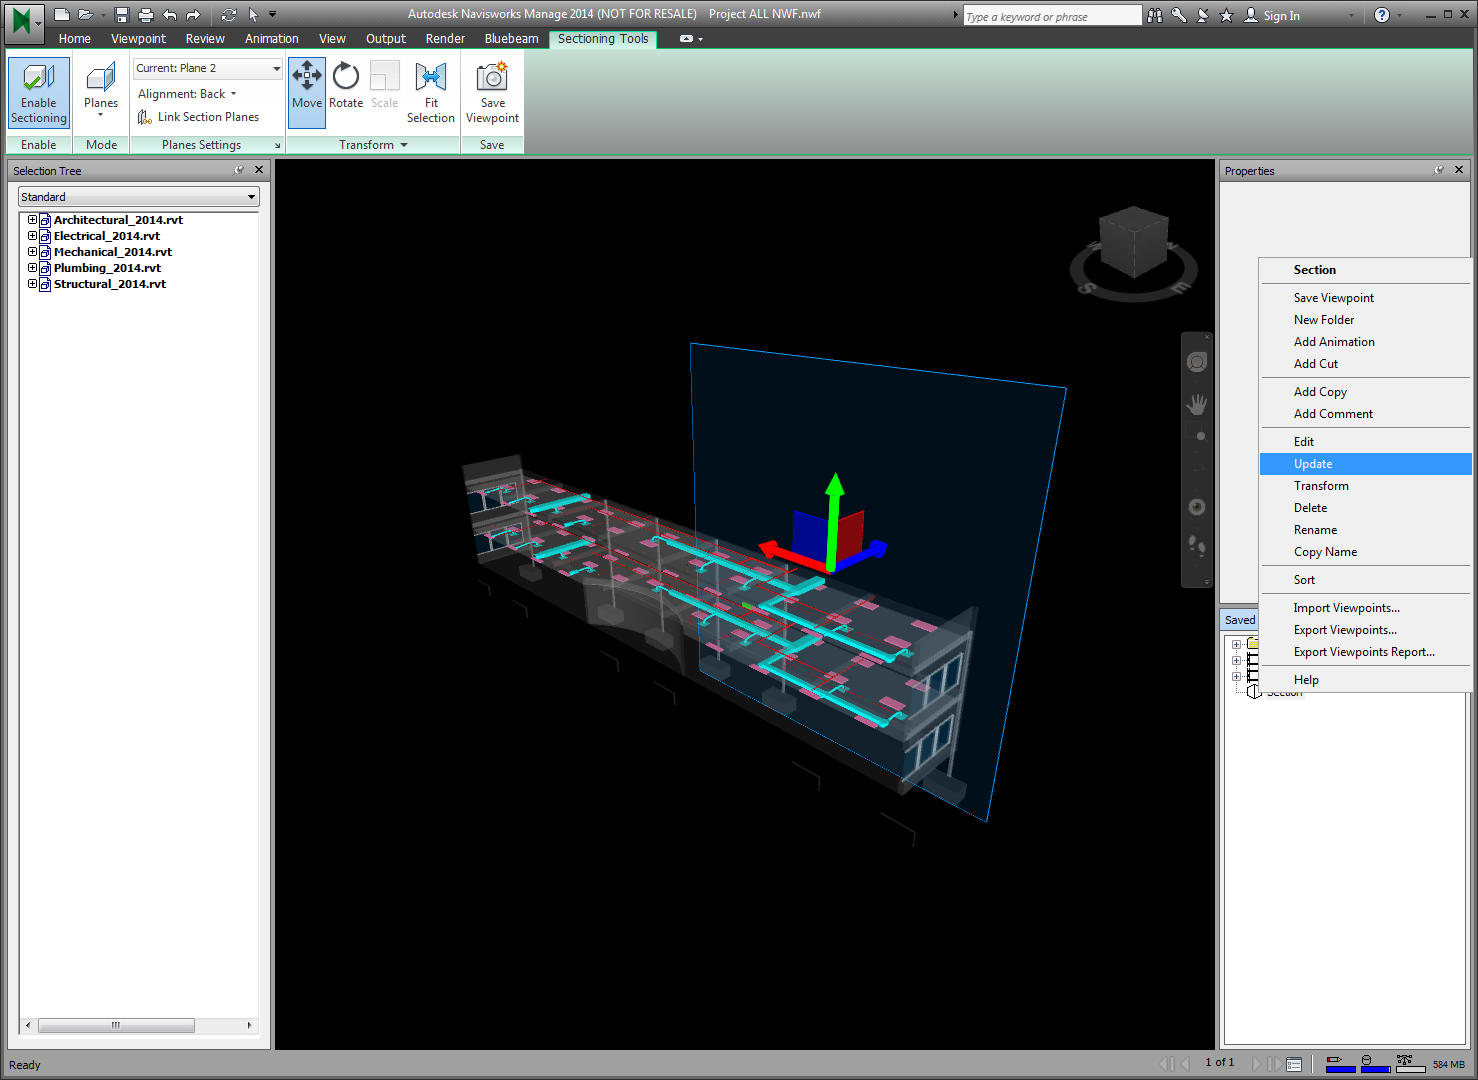 Autodesk Navisworks Manage 2014 (NOT FOR RESALE) Project ALL NWF.nwf
Type a keyword or phrase
Sign In
Home Viewpoint Review Animation View Output Render Bluebeam Sectioning Tools
Enable Sectioning
Planes
Current: Plane 2
Alignment: Back
Link Section Planes
Move Rotate Scale
Fit Selection
Save Viewpoint
Enable Mode Planes Settings Transform Save
Selection Tree
Standard
Architectural_2014.rvt
Electrical_2014.rvt
Mechanical_2014.rvt
Plumbing_2014.rvt
Structural_2014.rvt
S E
Properties
Section
Save Viewpoint
New Folder
Add Animation
Add Cut
Add Copy
Add Comment
Edit
Update
Transform
Delete
Rename
Copy Name
Sort
Import Viewpoints...
Export Viewpoints...
Export Viewpoints Report...
Help
Saved
Section
Ready
1 of 1
584 MB